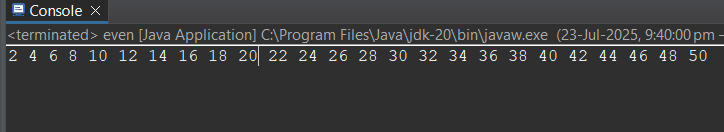 Console
<terminated> even [Java Application] C:\Program Files\Java\jdk-20\bin\javaw.exe (23-Jul-2025, 9:40:00 pm –
2 4 6 8 10 12 14 16 18 20 22 24 26 28 30 32 34 36 38 40 42 44 46 48 50